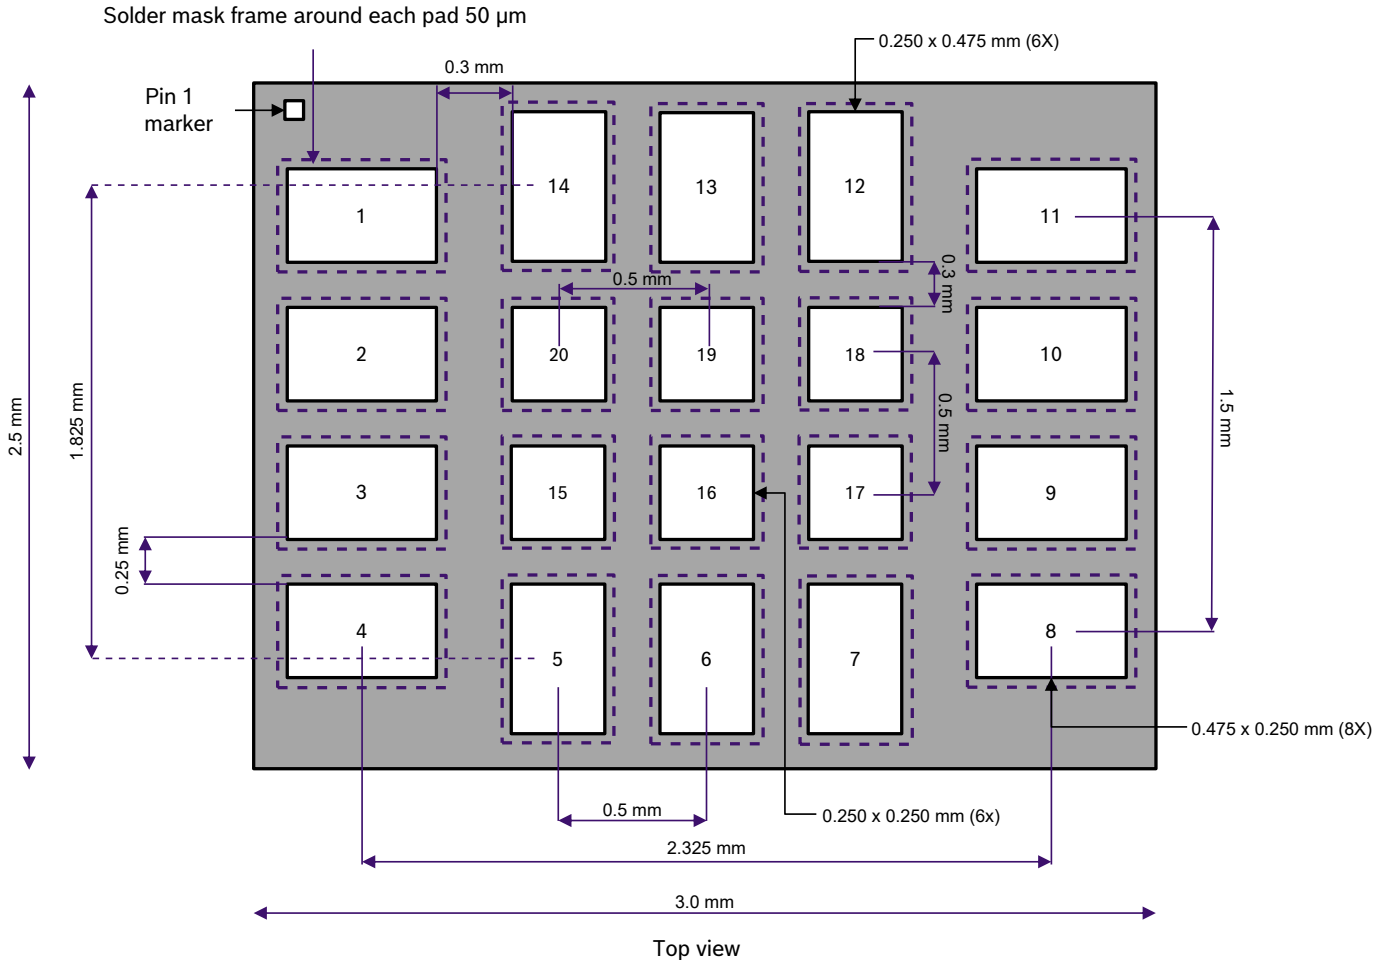 Solder mask frame around each pad 50 µm
0.250 x 0.475 mm (6X)
0.3 mm
Pin 1
marker
14
13
12
1
11
0.3 mm
0.5 mm
2
20
19
18
10
2.5 mm
1.825 mm
0.5 mm
1.5 mm
3
15
16
17
9
0.25 mm
4
5
6
7
8
0.475 x 0.250 mm (8X)
0.5 mm
0.250 x 0.250 mm (6x)
2.325 mm
3.0 mm
Top view